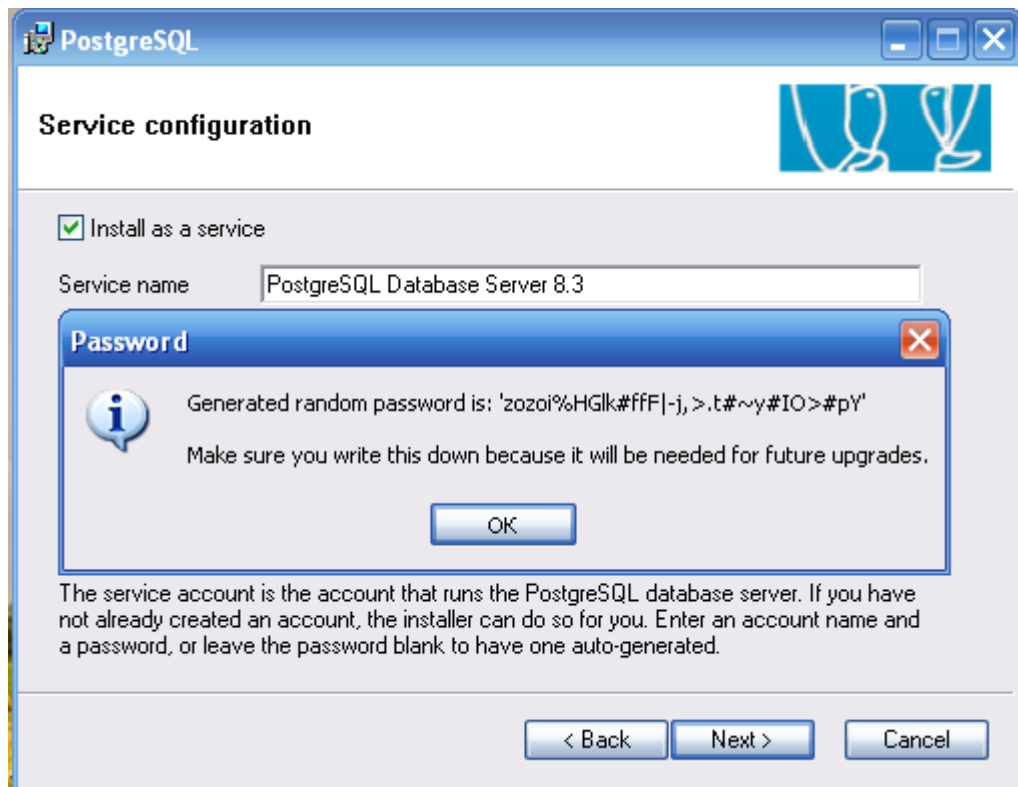 PostgreSQL
Service configuration
Install as a service
Service name PostgreSQL Database Server 8.3
Password
Generated random password is: 'zozoi%HGlk#ffF|-j,>.t#~y#IO>#pY'
Make sure you write this down because it will be needed for future upgrades.
OK
The service account is the account that runs the PostgreSQL database server. If you have
not already created an account, the installer can do so for you. Enter an account name and
a password, or leave the password blank to have one auto-generated.
< Back Next > Cancel